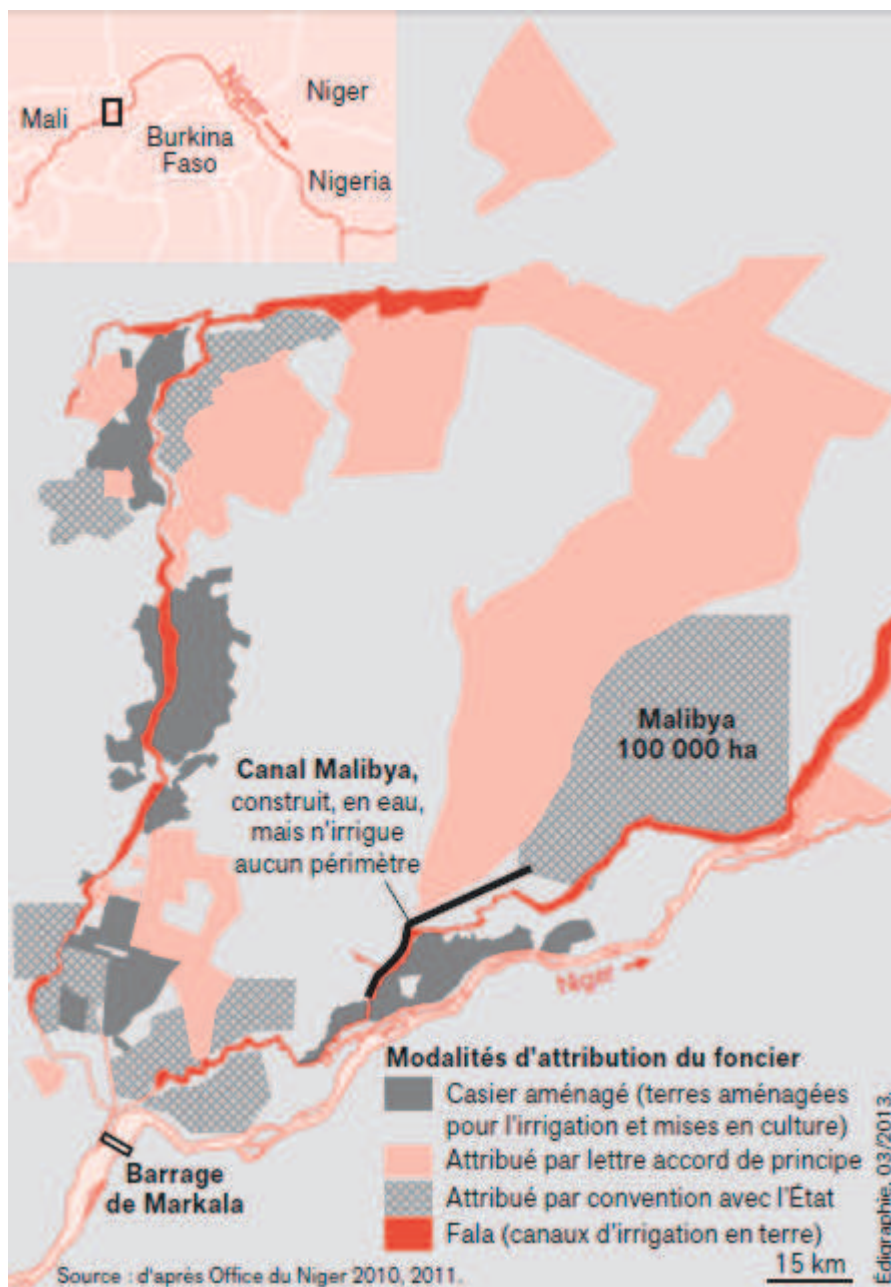 Mali
Niger
Niger
Burkina
Faso
Nigeria
Malibya
100 000 ha
Canal Malibya,
construit, en eau,
mais n'irrigue
aucun périmètre
Niger
Barrage
de Markala
Modalités d'attribution du foncier
Casier aménagé (terres aménagées
pour l'irrigation et mises en culture)
Attribué par lettre accord de principe
Attribué par convention avec l'État
Fala (canaux d'irrigation en terre)
15 km
Source : d'après Office du Niger 2010, 2011.
Édigraphie, 03/2013.